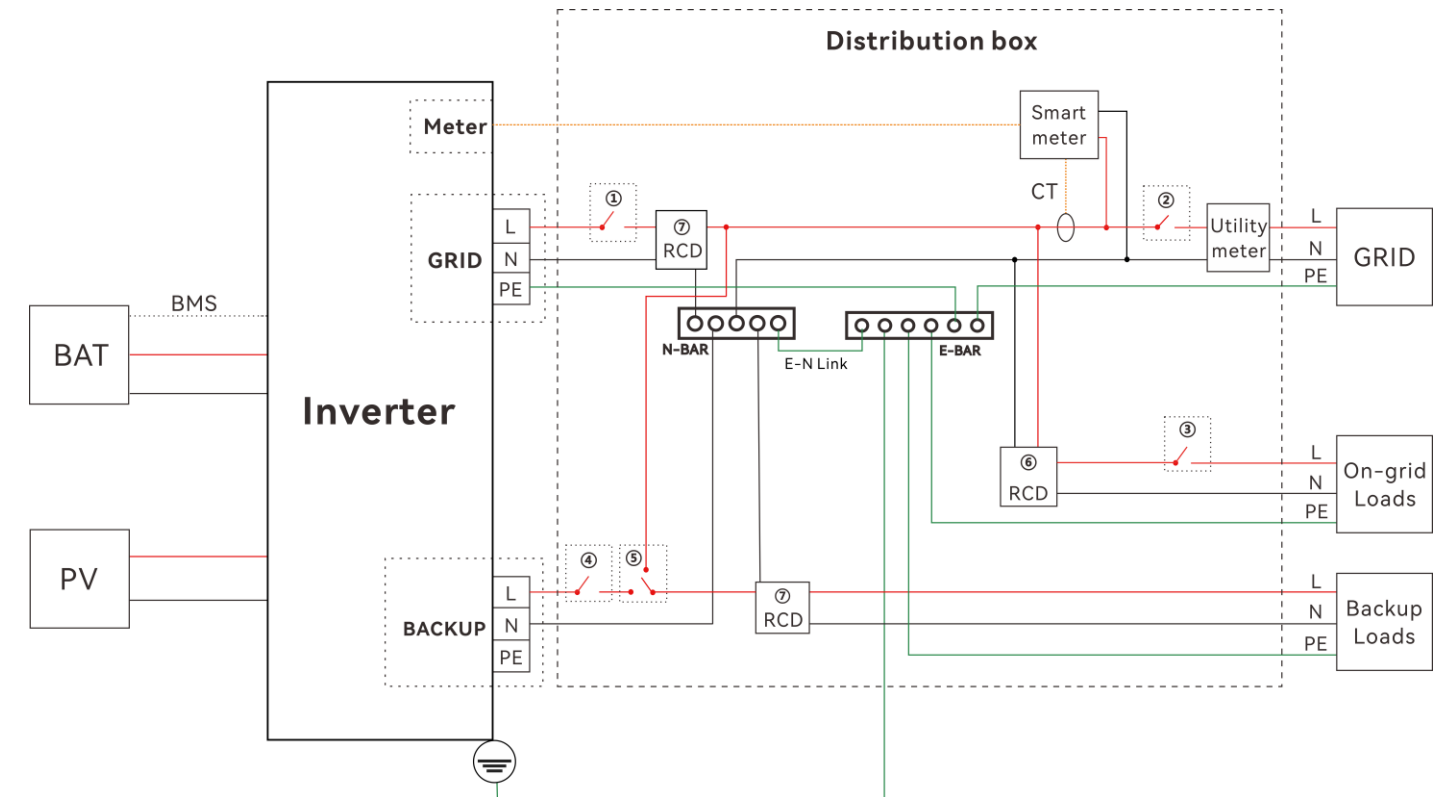 Distribution box
Smart
meter
Meter
CT
①
②
L
N
PE
GRID
⑦
RCD
Utility
meter
L
N
PE
GRID
BMS
BAT
N-BAR
E-N Link
E-BAR
Inverter
③
⑥
RCD
L
N
PE
On-grid
Loads
PV
④
⑤
L
N
PE
BACKUP
⑦
RCD
L
N
PE
Backup
Loads